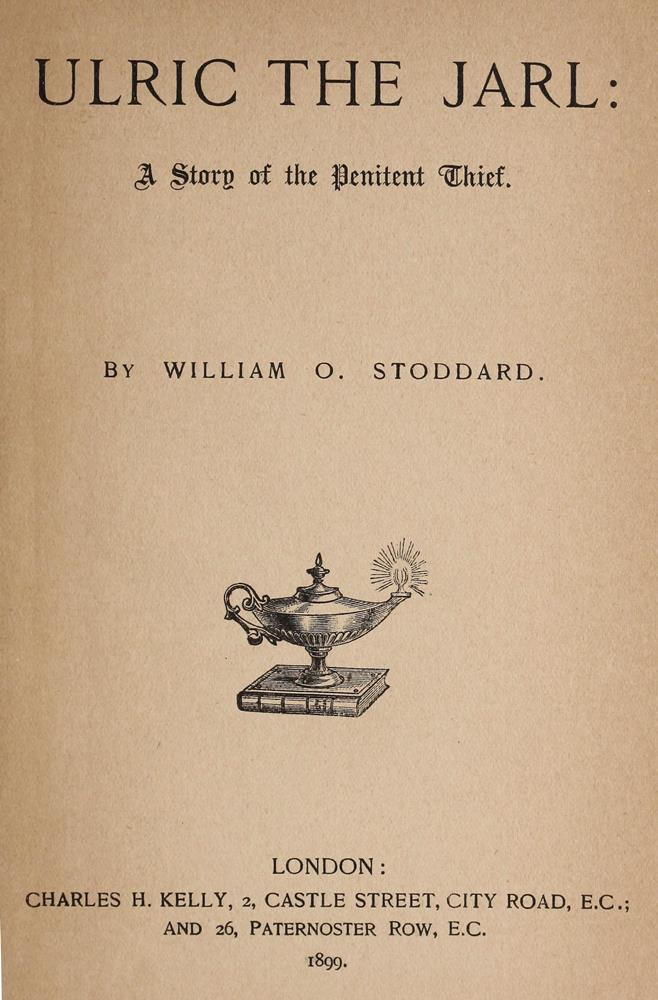 ULRIC THE JARL:
A Story of the Penitent Thief.
BY WILLIAM O. STODDARD.
LONDON:
CHARLES H. KELLY, 2, CASTLE STREET, CITY ROAD, E.C.;
AND 26, PATERNOSTER ROW, E.C.
1899.